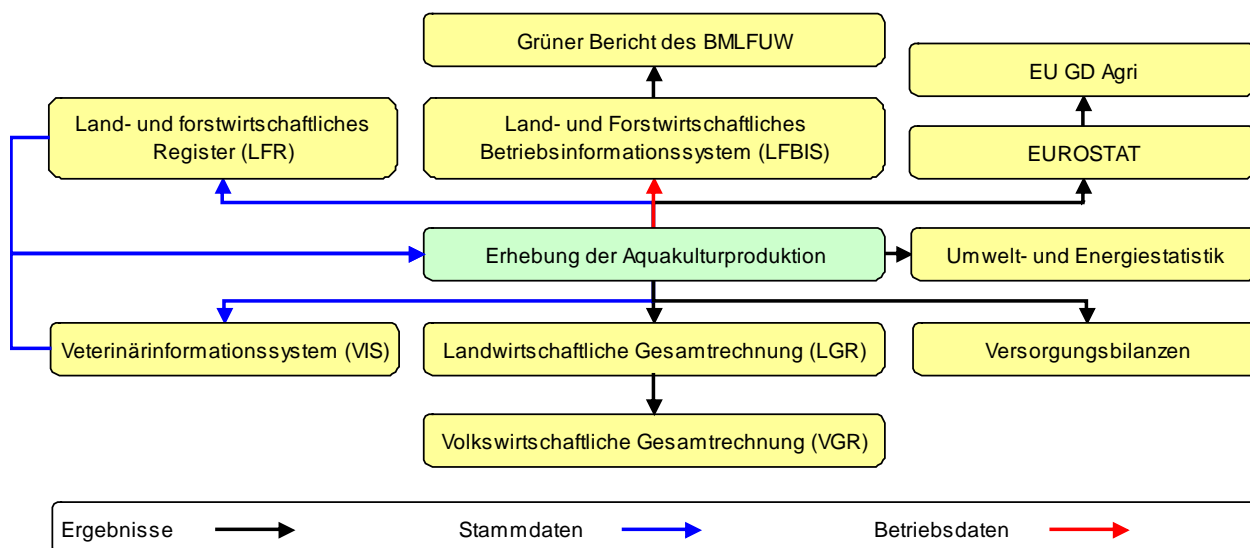 Grüner Bericht des BMLFUW
EU GD Agri
Land- und forstwirtschaftliches
Register (LFR)
Land- und Forstwirtschaftliches
Betriebsinformationssystem (LFBIS)
EUROSTAT
Erhebung der Aquakulturproduktion
Umwelt- und Energiestatistik
Veterinärinformationssystem (VIS)
Landwirtschaftliche Gesamtrechnung (LGR)
Versorgungsbilanzen
Volkswirtschaftliche Gesamtrechnung (VGR)
Ergebnisse
Stammdaten
Betriebsdaten